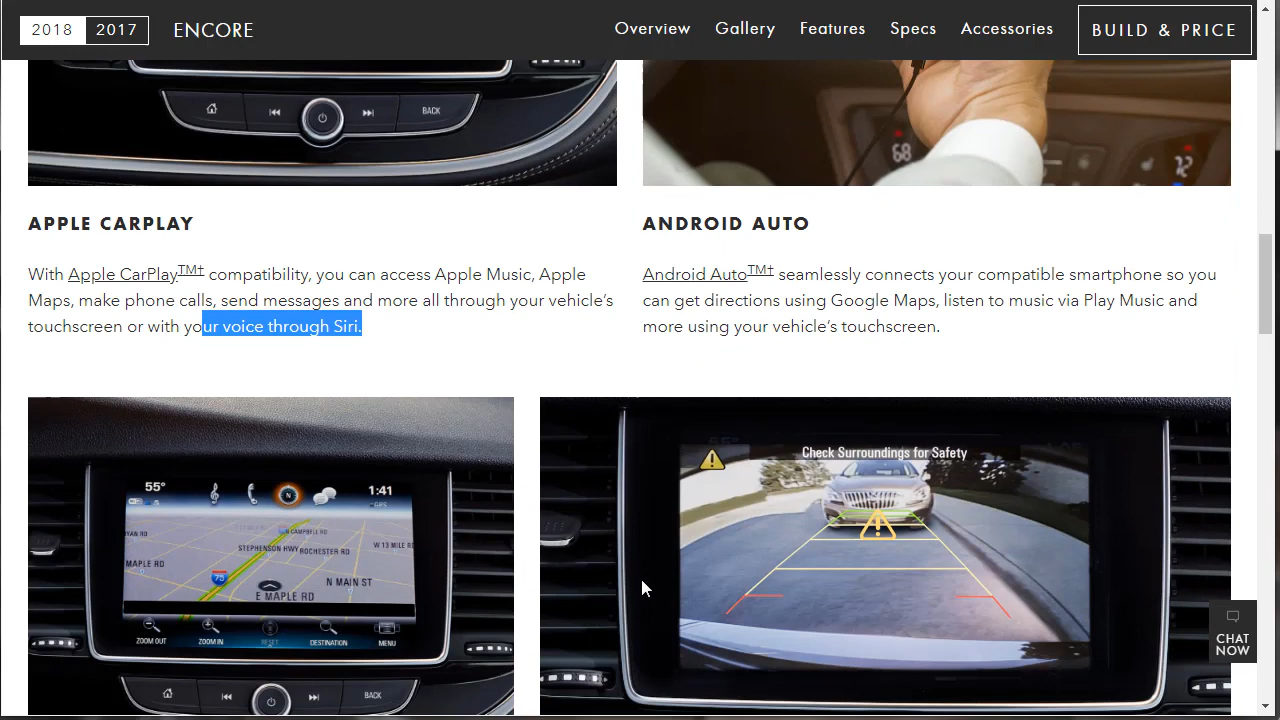 2018 2017 ENCORE Overview Gallery Features Specs Accessories BUILD & PRICE
BACK
68 72
APPLE CARPLAY
With Apple CarPlay™† compatibility, you can access Apple Music, Apple
Maps, make phone calls, send messages and more all through your vehicle's
touchscreen or with your voice through Siri.
ANDROID AUTO
Android Auto™† seamlessly connects your compatible smartphone so you
can get directions using Google Maps, listen to music via Play Music and
more using your vehicle's touchscreen.
55° N 1:41
N CAMPBELL RD
STEPHENSON HWY ROCHESTER RD W 13 MILE R
MAPLE RD
75 N MAIN ST
E MAPLE RD
ZOOM OUT ZOOM IN RESET DESTINATION MENU
BACK
Check Surroundings for Safety
CHAT
NOW